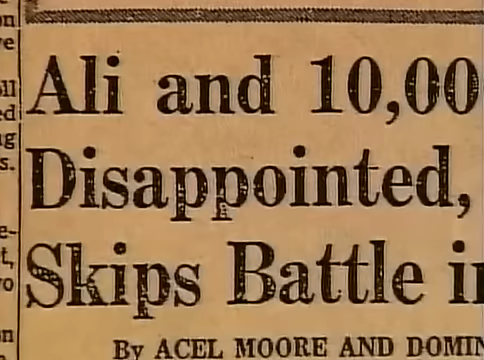 Ali and 10,00
Disappointed,
Skips Battle i
By ACEL MOORE AND DOMIN